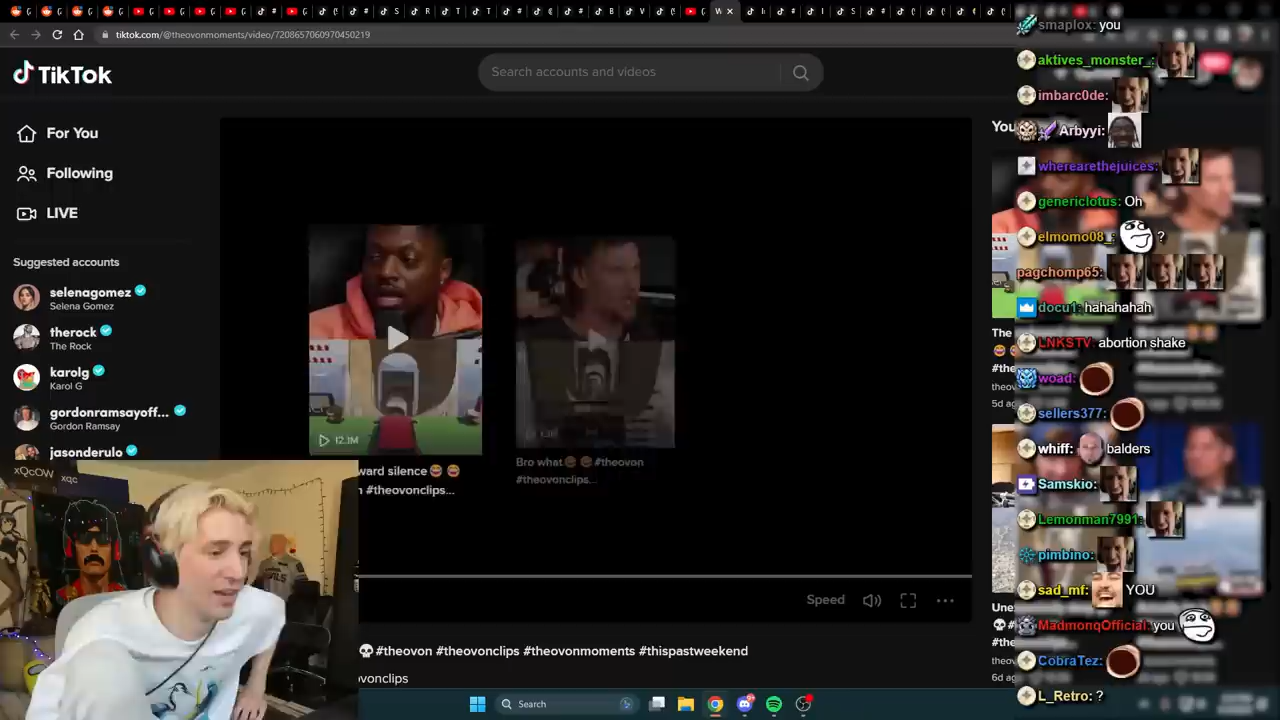 tiktok.com/@theovonmoments/video/7208657060970450219
TikTok
Search accounts and videos
For You
Following
LIVE
Suggested accounts
selenagomez
Selena Gomez
therock
The Rock
karolg
Karol G
gordonramsayoff...
Gordon Ramsay
jasonderulo
xQcOW xqc
12.1M
ward silence 😂 😂
#theovonclips...
Bro what😂 😂#theovon
#theovonclips...
Speed
💀 #theovon #theovonclips #theovonmoments #thispastweekend
ovonclips
You
The
#the
theov
5d ag
Une
#the
theov
6d ag
Search
smaplox: you
aktives_monster_:
imbarc0de:
Arbyyi:
wherearethejuices:
genericlotus: Oh
elmomo08_: ?
pagchomp65:
docu1: hahahahah
LNKSTV: abortion shake
woad:
sellers377:
whiff: balders
Samskio:
Lemonman7991:
pimbino:
sad_mf: YOU
MadmonqOfficial: you
CobraTez:
L_Retro: ?